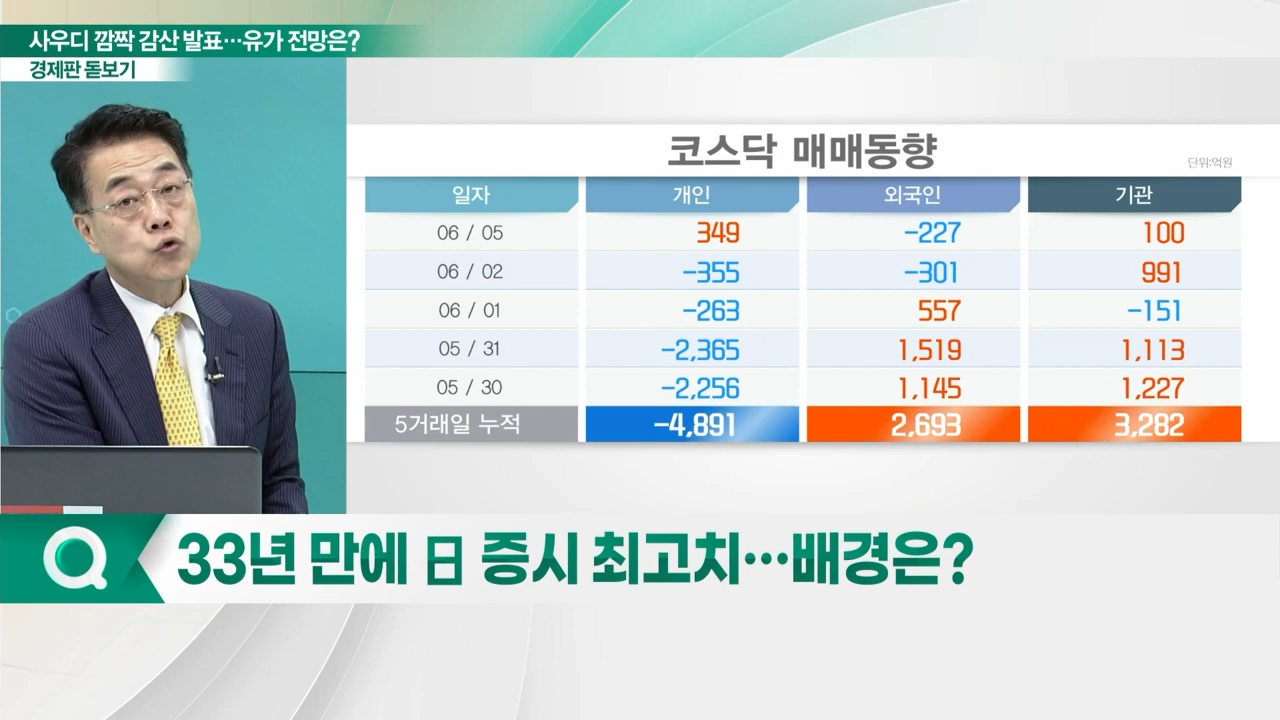 사우디 깜짝 감산 발표…유가 전망은?
경제판 돋보기
코스닥 매매동향
단위:억원
일자 개인 외국인 기관
06 / 05 349 -227 100
06 / 02 -355 -301 991
06 / 01 -263 557 -151
05 / 31 -2,365 1,519 1,113
05 / 30 -2,256 1,145 1,227
5거래일 누적 -4,891 2,693 3,282
Q 33년 만에 日 증시 최고치…배경은?